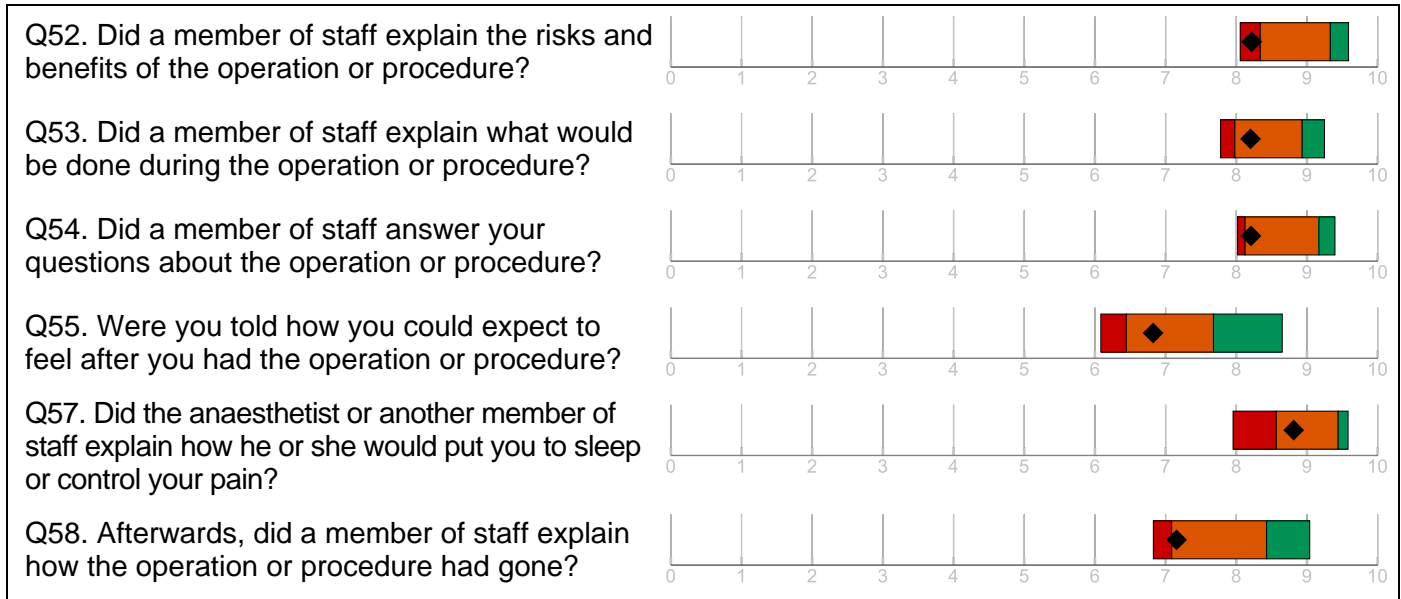 Q52. Did a member of staff explain the risks and
benefits of the operation or procedure?
0 1 2 3 4 5 6 7 8 9 10
Q53. Did a member of staff explain what would
be done during the operation or procedure?
0 1 2 3 4 5 6 7 8 9 10
Q54. Did a member of staff answer your
questions about the operation or procedure?
0 1 2 3 4 5 6 7 8 9 10
Q55. Were you told how you could expect to
feel after you had the operation or procedure?
0 1 2 3 4 5 6 7 8 9 10
Q57. Did the anaesthetist or another member of
staff explain how he or she would put you to sleep
or control your pain?
0 1 2 3 4 5 6 7 8 9 10
Q58. Afterwards, did a member of staff explain
how the operation or procedure had gone?
0 1 2 3 4 5 6 7 8 9 10